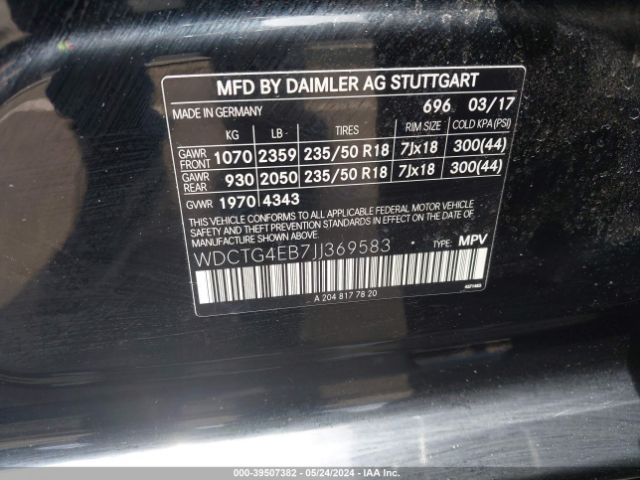 MFD BY DAIMLER AG STUTTGART
MADE IN GERMANY 696 03/17
KG LB TIRES RIM SIZE COLD KPA (PSI)
GAWR FRONT 1070 2359 235/50 R18 7Jx18 300(44)
GAWR REAR 930 2050 235/50 R18 7Jx18 300(44)
GVWR 1970 4343
THIS VEHICLE CONFORMS TO ALL APPLICABLE FEDERAL MOTOR VEHICLE
SAFETY AND THEFT PREVENTION STANDARDS IN EFFECT ON THE DATE OF
MANUFACTURE SHOWN ABOVE.
WDCTG4EB7JJ369583 TYPE: MPV
A 204 817 78 20
000-39507382 - 05/24/2024 - IAA Inc.